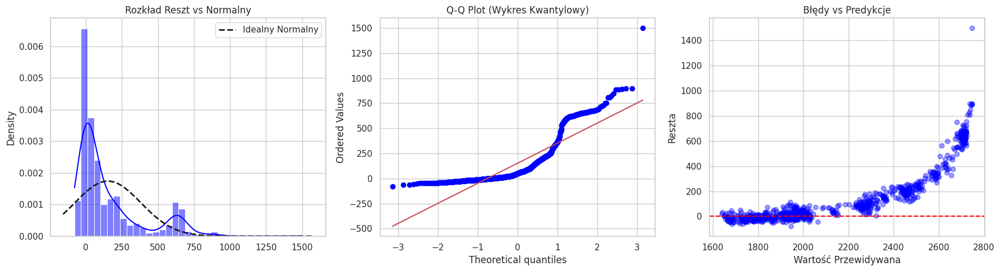 Rozkład Reszt vs Normalny
Idealny Normalny
Density
0.006
0.005
0.004
0.003
0.002
0.001
0.000
0 250 500 750 1000 1250 1500
Q-Q Plot (Wykres Kwantylowy)
Ordered Values
1500
1250
1000
750
500
250
0
−250
−500
−3 −2 −1 0 1 2 3
Theoretical quantiles
Błędy vs Predykcje
Reszta
1400
1200
1000
800
600
400
200
0
1600 1800 2000 2200 2400 2600 2800
Wartość Przewidywana